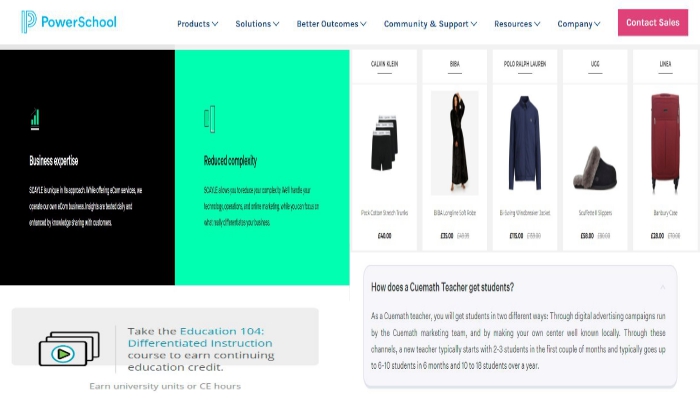 PowerSchool
Products
Solutions
Better Outcomes
Community & Support
Resources
Company
Contact Sales
Business expertise
SCAYLE is unique in its approach. While offering eCom services, we
operate our own eCom business. Insights are tested daily and
enhanced by knowledge sharing with customers.
Reduced complexity
SCAYLE allows you to reduce your complexity. We'll handle your
technology, operations, and online marketing, while you can focus on
what really differentiates your business.
CALVIN KLEIN
BIBA
POLO RALPH LAUREN
UGG
LINEA
Pack Cotton Stretch Trunks
BIBA Longline Soft Robe
Bi-Swing Windbreaker Jacket
Scuffette II Slippers
Banbury Case
£40.00
£35.00
£115.00
£58.00
£28.00
How does a Cuemath Teacher get students?
As a Cuemath teacher, you will get students in two different ways: Through digital advertising campaigns run
by the Cuemath marketing team, and by making your own center well known locally. Through these
channels, a new teacher typically starts with 2-3 students in the first couple of months and typically goes up
to 6-10 students in 6 months and 10 to 18 students over a year.
Take the Education 104:
Differentiated Instruction
course to earn continuing
education credit.
Earn university units or CE hours